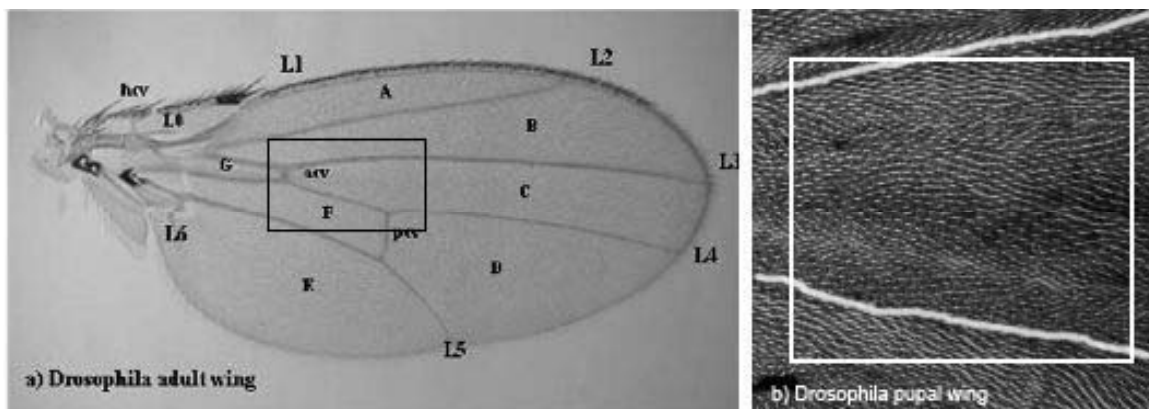 L1
L2
hcv
L0
A
B
G
acv
L3
C
F
pcv
L6
L4
D
E
L5
a) Drosophila adult wing
b) Drosophila pupal wing